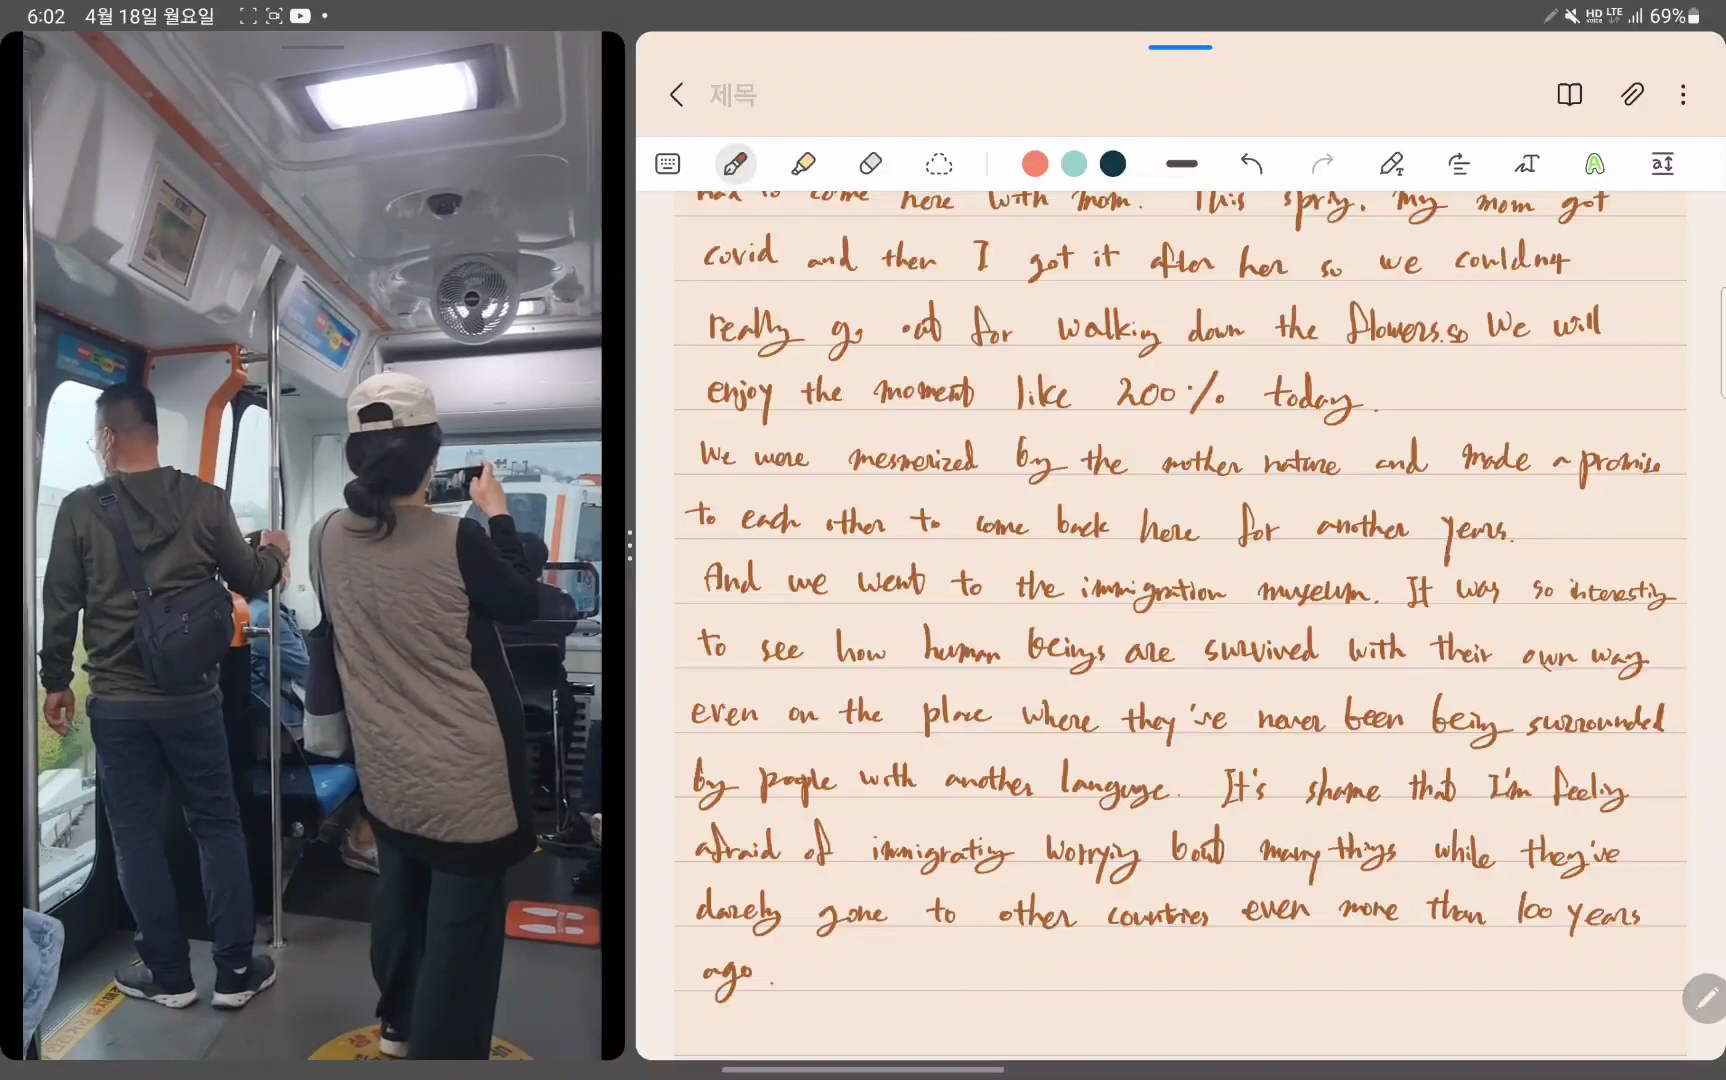 6:02 4월 18일 월요일
HD voice LTE 69%
제목
come here with mom. This spring, my mom got
covid and then I got it after her so we couldn't
really go out for walking down the flowers. so We will
enjoy the moment like 200% today.
We were mesmerized by the mother nature and made a promise
to each other to come back here for another years.
And we went to the immigration museum. It was so interesting
to see how human beings are survived with their own way
even on the place where they've never been being surrounded
by people with another language. It's shame that I'm feeling
afraid of immigrating worrying bout many things while they've
darely gone to other countries even more than 100 years
ago.